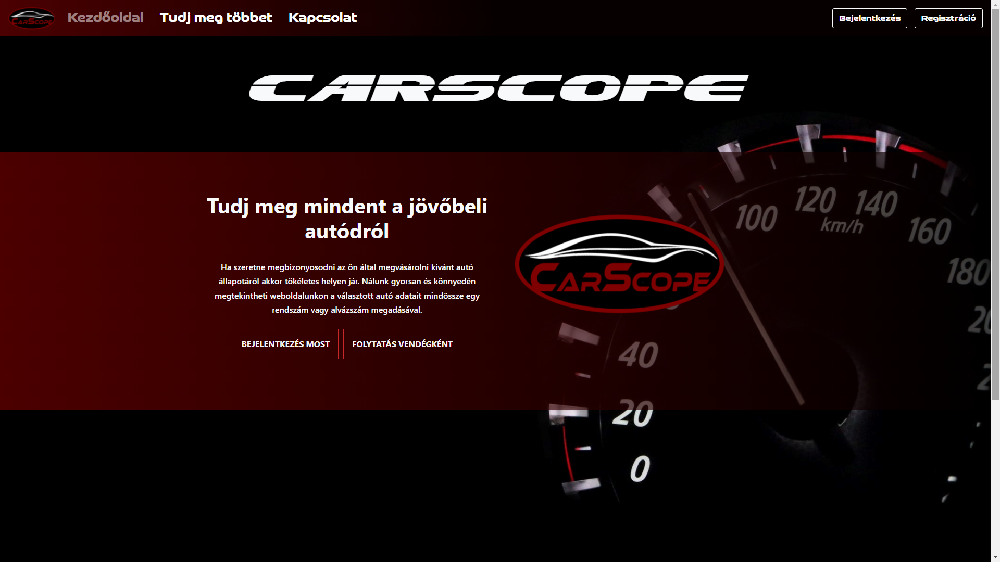 CARSCOPE
Kezdőoldal
Tudj meg többet
Kapcsolat
Bejelentkezés
Regisztráció
CARSCOPE
Tudj meg mindent a jövőbeli
autódról
Ha szeretne megbizonyosodni az ön által megvásárolni kívánt autó
állapotáról akkor tökéletes helyen jár. Nálunk gyorsan és könnyedén
megtekintheti weboldalunkon a választott autó adatait mindössze egy
rendszám vagy alvázszám megadásával.
BEJELENTKEZÉS MOST
FOLYTATÁS VENDÉGKÉNT
CARSCOPE
0
20
40
100
120
140
km/h
160
180